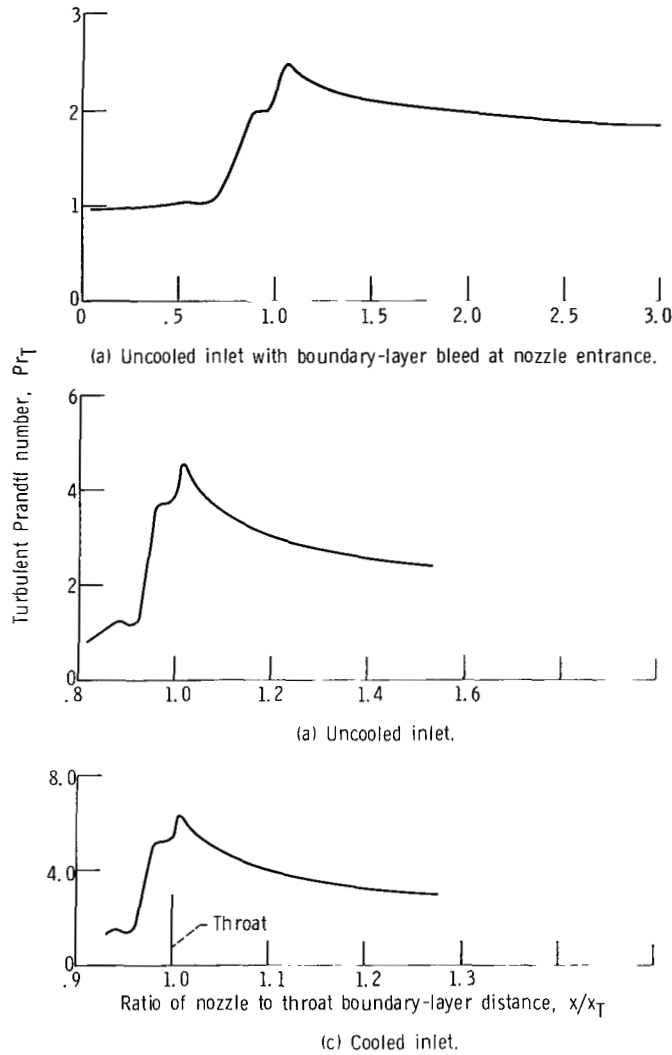 3
2
1
0
0 .5 1.0 1.5 2.0 2.5 3.0
(a) Uncooled inlet with boundary-layer bleed at nozzle entrance.
Turbulent Prandtl number, PrT
6
4
2
0
.8 1.0 1.2 1.4 1.6
(a) Uncooled inlet.
8.0
4.0
0
Throat
.9 1.0 1.1 1.2 1.3
Ratio of nozzle to throat boundary-layer distance, x/xT
(c) Cooled inlet.